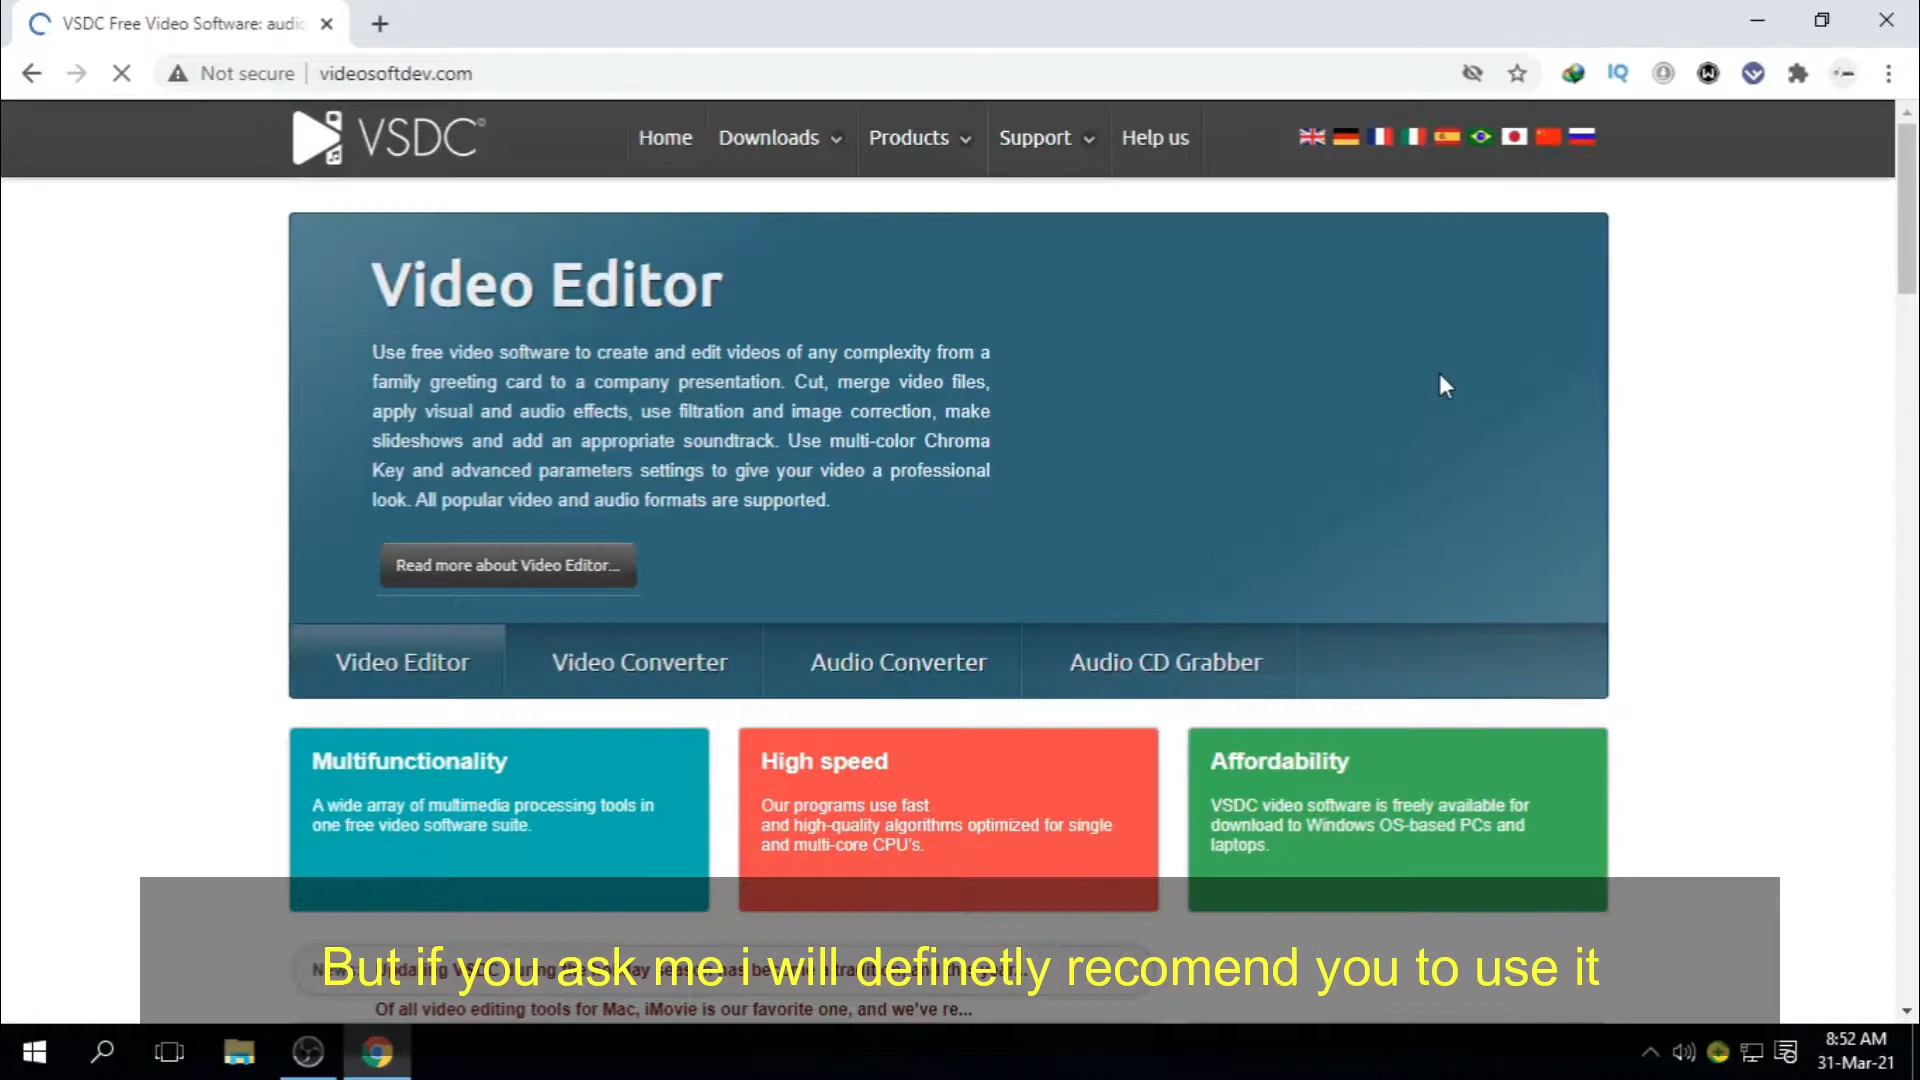 VSDC Free Video Software: audio
Not secure videosoftdev.com
IQ
VSDC
Home Downloads Products Support Help us
Video Editor
Use free video software to create and edit videos of any complexity from a
family greeting card to a company presentation. Cut, merge video files,
apply visual and audio effects, use filtration and image correction, make
slideshows and add an appropriate soundtrack. Use multi-color Chroma
Key and advanced parameters settings to give your video a professional
look. All popular video and audio formats are supported.
Read more about Video Editor...
Video Editor Video Converter Audio Converter Audio CD Grabber
Multifunctionality
A wide array of multimedia processing tools in
one free video software suite.
High speed
Our programs use fast
and high-quality algorithms optimized for single
and multi-core CPU's.
Affordability
VSDC video software is freely available for
download to Windows OS-based PCs and
laptops.
But if you ask me i will definetly recomend you to use it
Of all video editing tools for Mac, iMovie is our favorite one, and we've re...
8:52 AM
31-Mar-21